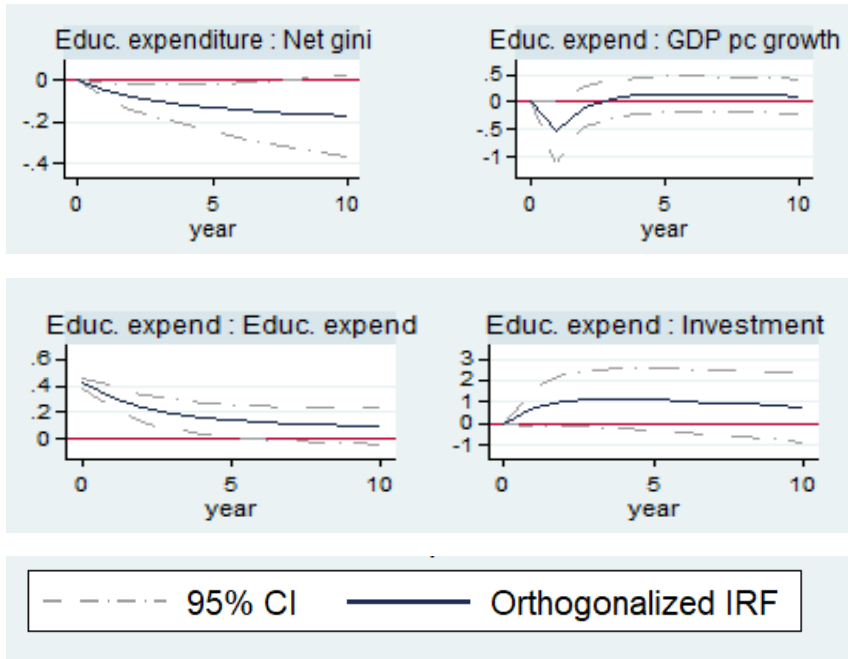 Educ. expenditure : Net gini
0
-.2
-.4
0 5 10
year
Educ. expend : GDP pc growth
.5
0
-.5
-1
0 5 10
year
Educ. expend : Educ. expend
.6
.4
.2
0
0 5 10
year
Educ. expend : Investment
3
2
1
0
-1
0 5 10
year
95% CI Orthogonalized IRF